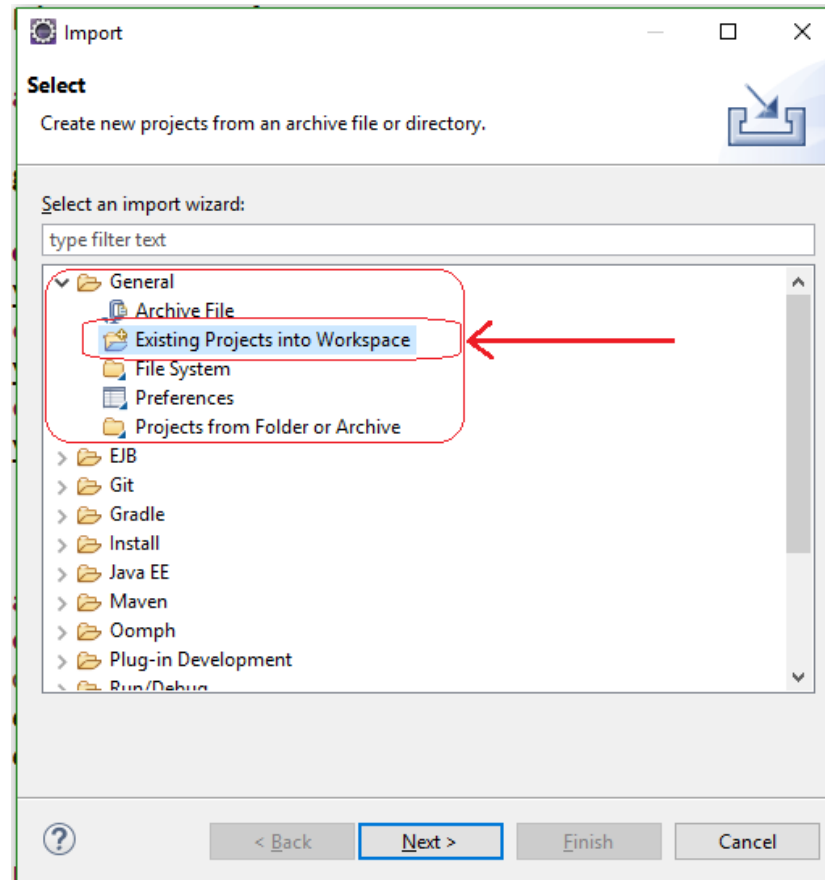 Import
Select
Create new projects from an archive file or directory.
Select an import wizard:
type filter text
General
Archive File
Existing Projects into Workspace
File System
Preferences
Projects from Folder or Archive
EJB
Git
Gradle
Install
Java EE
Maven
Oomph
Plug-in Development
Run/Debug
?
< Back Next > Finish Cancel